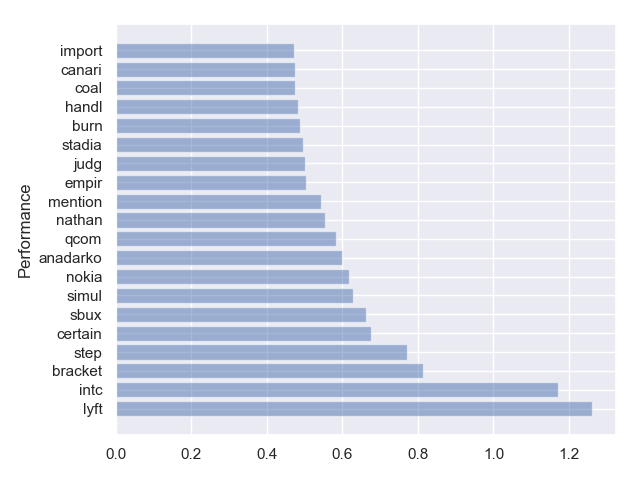 import
canari
coal
handl
burn
stadia
judg
empir
mention
nathan
qcom
anadarko
nokia
simul
sbux
certain
step
bracket
intc
lyft
Performance
0.0 0.2 0.4 0.6 0.8 1.0 1.2